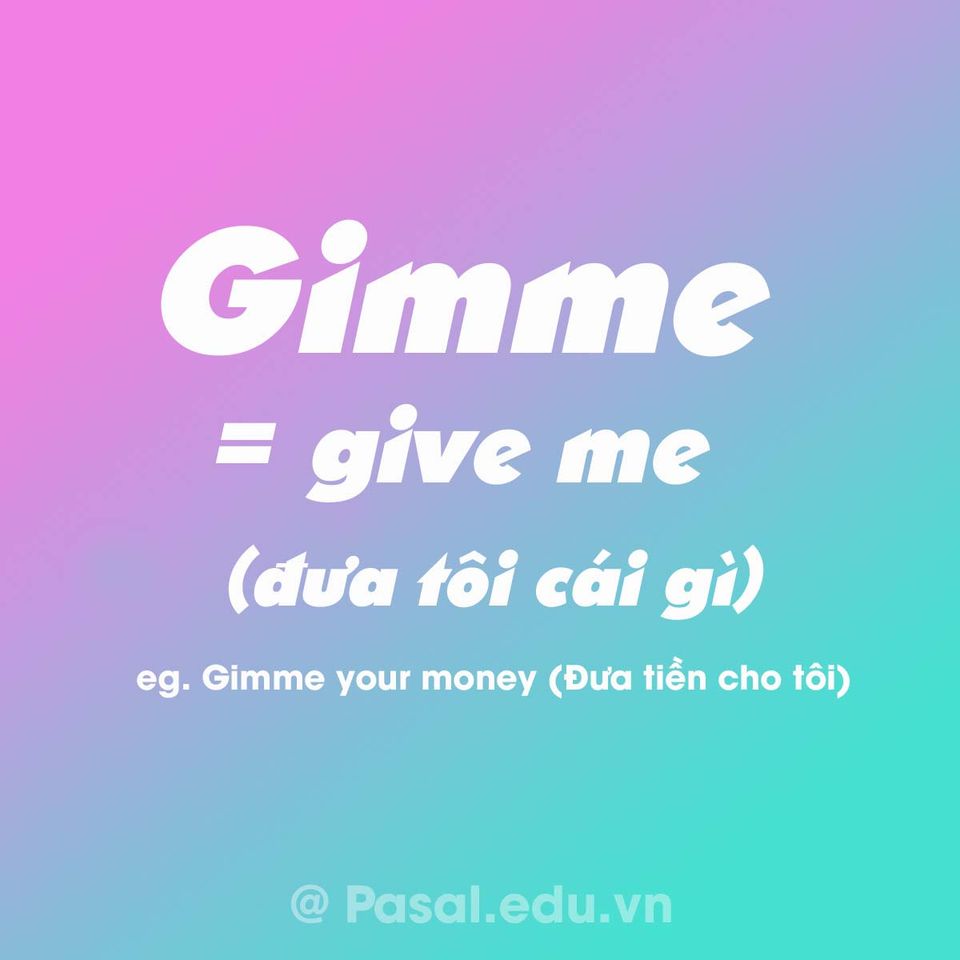 Gimme
= give me
(đưa tôi cái gì)
eg. Gimme your money (Đưa tiền cho tôi)
@ Pasal.edu.vn